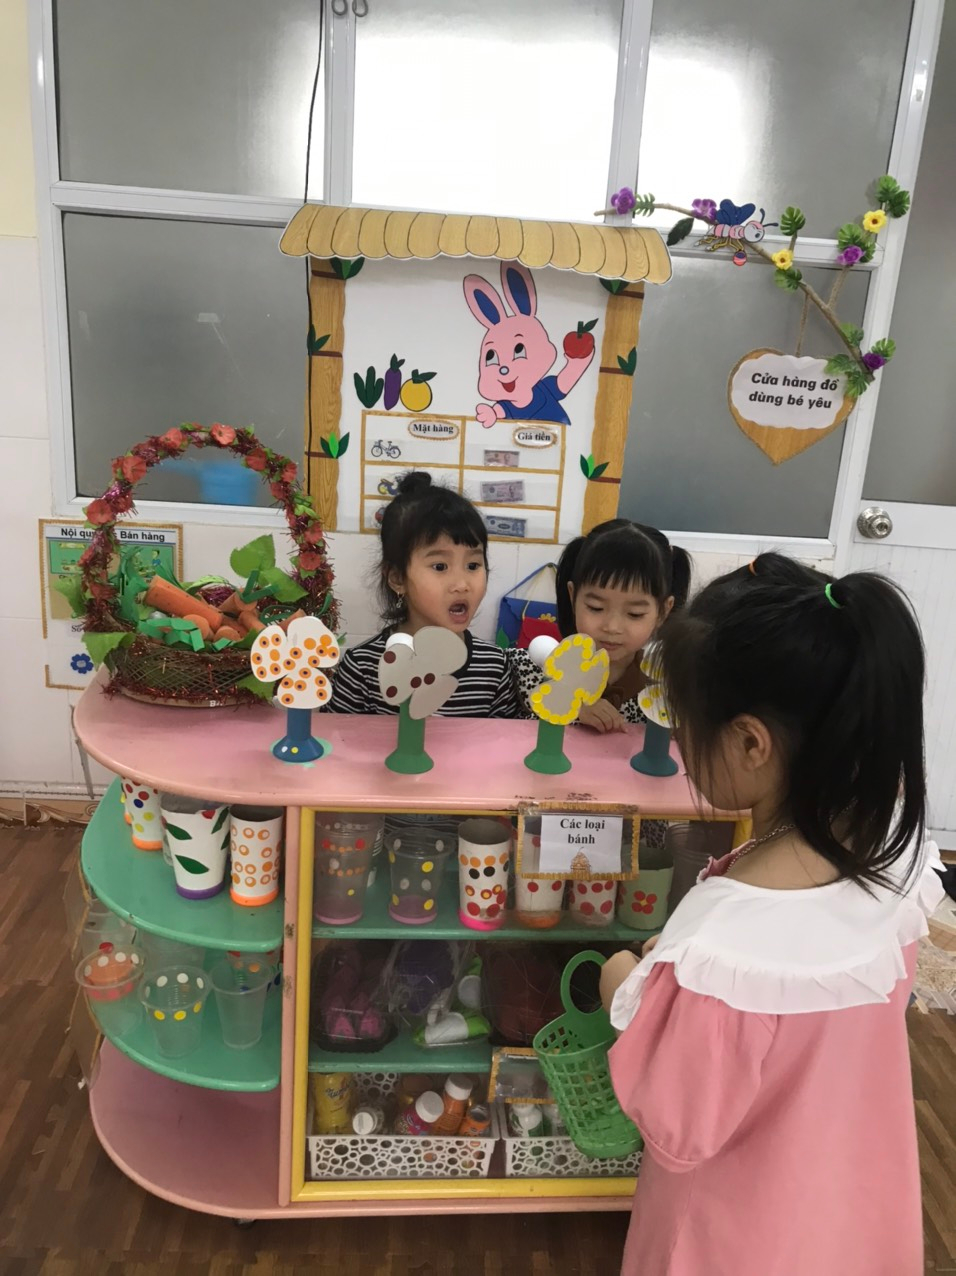 Cửa hàng đồ
dùng bé yêu
Mặt hàng
Giá tiền
Nội quy
Bán hàng
Các loại
bánh